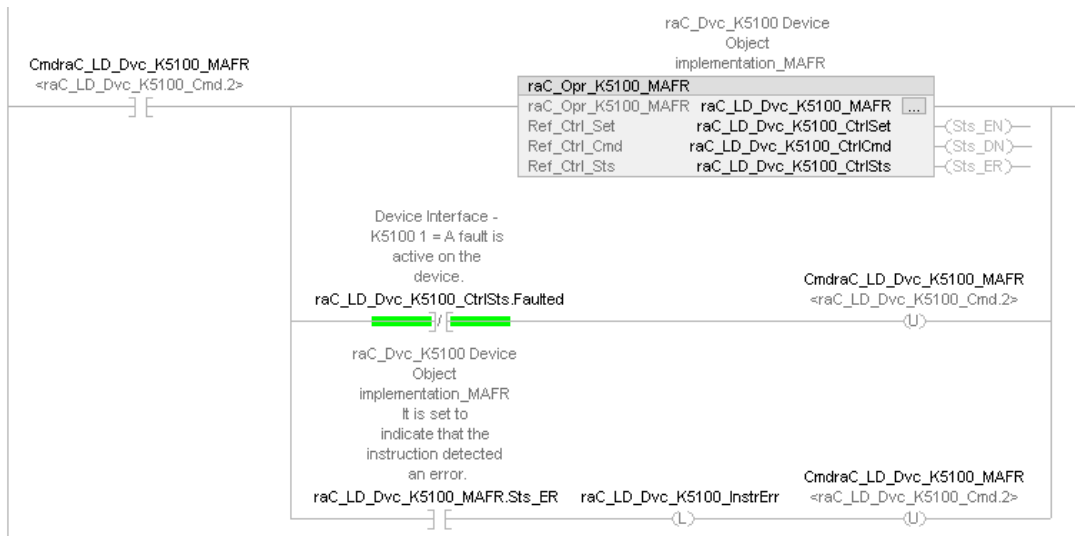 raC_Dvc_K5100 Device
Object
implementation_MAFR
CmdraC_LD_Dvc_K5100_MAFR
<raC_LD_Dvc_K5100_Cmd.2>
raC_Opr_K5100_MAFR
raC_Opr_K5100_MAFR raC_LD_Dvc_K5100_MAFR ...
Ref_Ctrl_Set raC_LD_Dvc_K5100_CtrlSet (Sts_EN)
Ref_Ctrl_Cmd raC_LD_Dvc_K5100_CtrlCmd (Sts_DN)
Ref_Ctrl_Sts raC_LD_Dvc_K5100_CtrlSts (Sts_ER)
Device Interface -
K5100 1 = A fault is
active on the
device.
raC_LD_Dvc_K5100_CtrlSts.Faulted
CmdraC_LD_Dvc_K5100_MAFR
<raC_LD_Dvc_K5100_Cmd.2>
U
raC_Dvc_K5100 Device
Object
implementation_MAFR
It is set to
indicate that the
instruction detected
an error.
raC_LD_Dvc_K5100_MAFR.Sts_ER
raC_LD_Dvc_K5100_InstrErr
L
CmdraC_LD_Dvc_K5100_MAFR
<raC_LD_Dvc_K5100_Cmd.2>
U